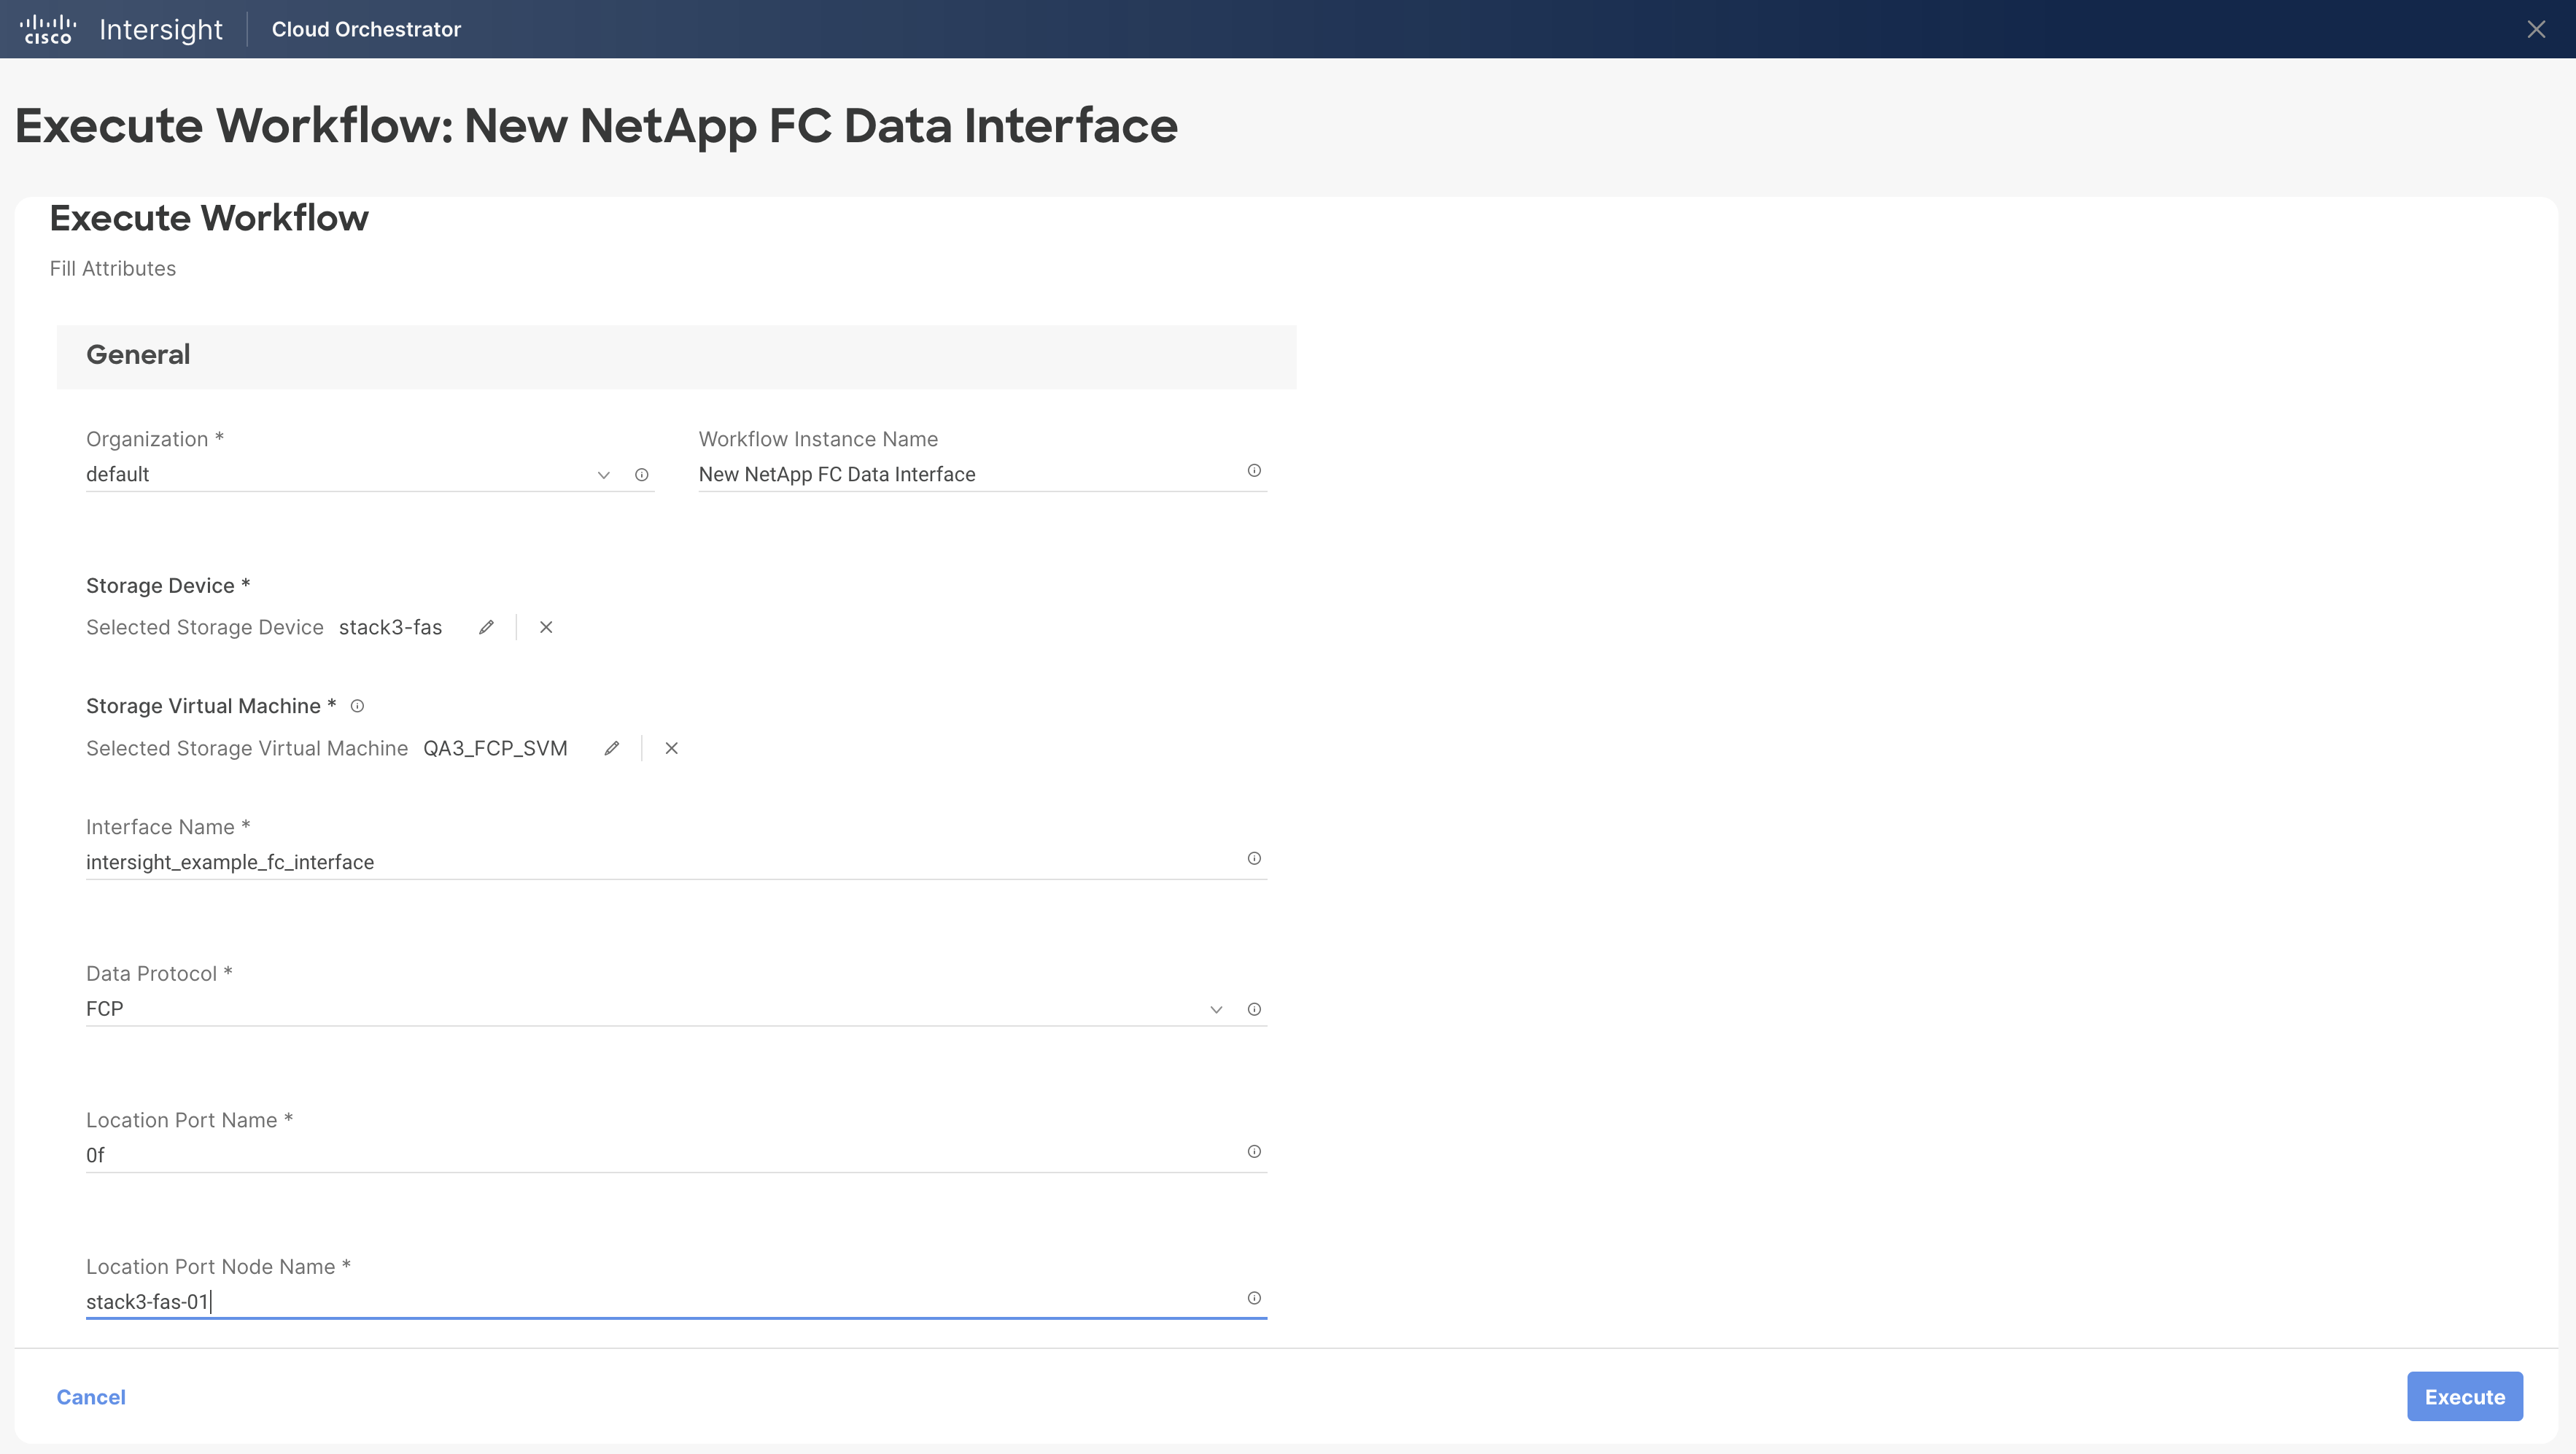 cisco Intersight Cloud Orchestrator
Execute Workflow: New NetApp FC Data Interface
Execute Workflow
Fill Attributes
General
Organization * Workflow Instance Name
default New NetApp FC Data Interface
Storage Device *
Selected Storage Device stack3-fas
Storage Virtual Machine *
Selected Storage Virtual Machine QA3_FCP_SVM
Interface Name *
intersight_example_fc_interface
Data Protocol *
FCP
Location Port Name *
0f
Location Port Node Name *
stack3-fas-01
Cancel Execute